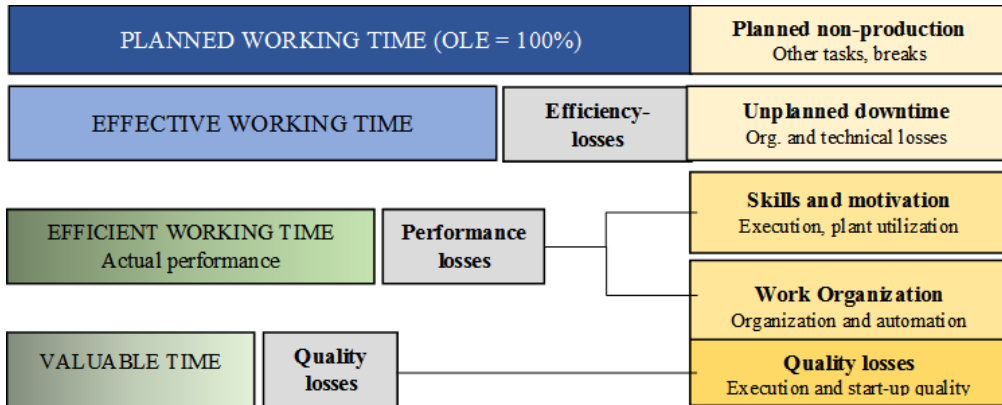 PLANNED WORKING TIME (OLE = 100%)
Planned non-production
Other tasks, breaks
EFFECTIVE WORKING TIME
Efficiency-
losses
Unplanned downtime
Org. and technical losses
Skills and motivation
Execution, plant utilization
EFFICIENT WORKING TIME
Actual performance
Performance
losses
Work Organization
Organization and automation
VALUABLE TIME
Quality
losses
Quality losses
Execution and start-up quality